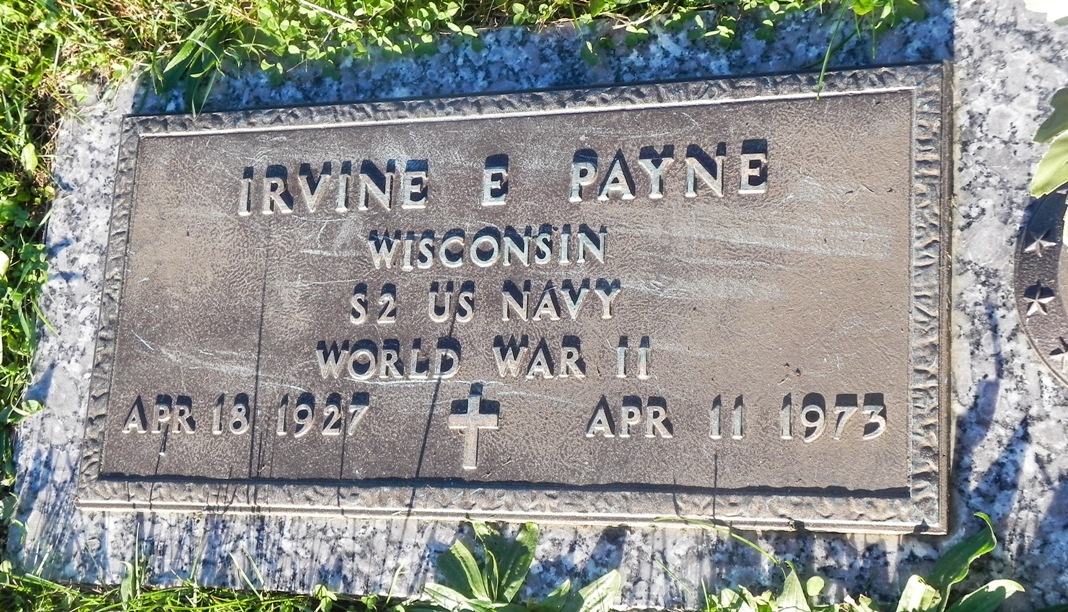 IRVINE E PAYNE
WISCONSIN
S2 US NAVY
WORLD WAR II
APR 18 1927 APR 11 1973